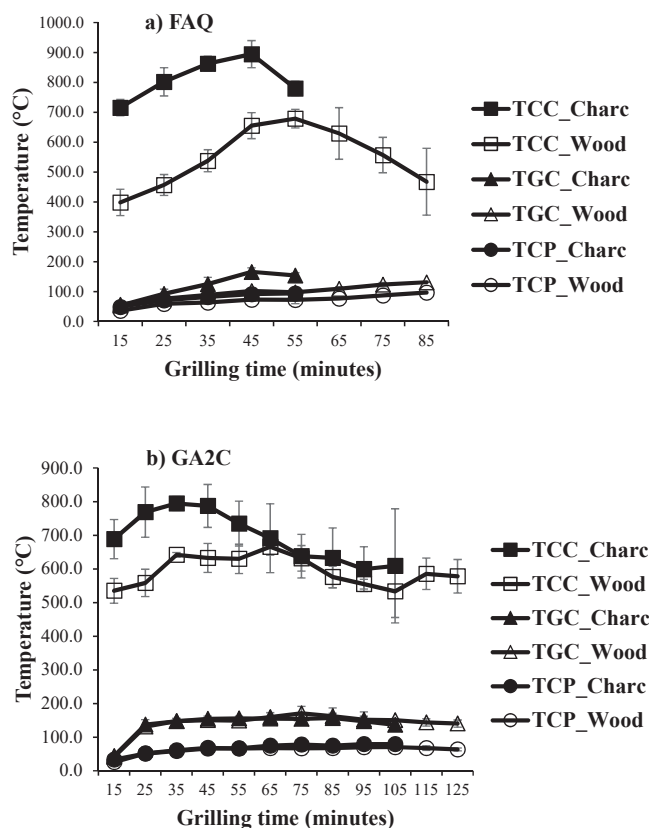 a) FAQ
1000.0
900.0
800.0
700.0
600.0
500.0
400.0
300.0
200.0
100.0
0.0
Temperature (°C)
15 25 35 45 55 65 75 85
Grilling time (minutes)
TCC_Charc
TCC_Wood
TGC_Charc
TGC_Wood
TCP_Charc
TCP_Wood
b) GA2C
900.0
800.0
700.0
600.0
500.0
400.0
300.0
200.0
100.0
0.0
Temperature (°C)
15 25 35 45 55 65 75 85 95 105 115 125
Grilling time (minutes)
TCC_Charc
TCC_Wood
TGC_Charc
TGC_Wood
TCP_Charc
TCP_Wood